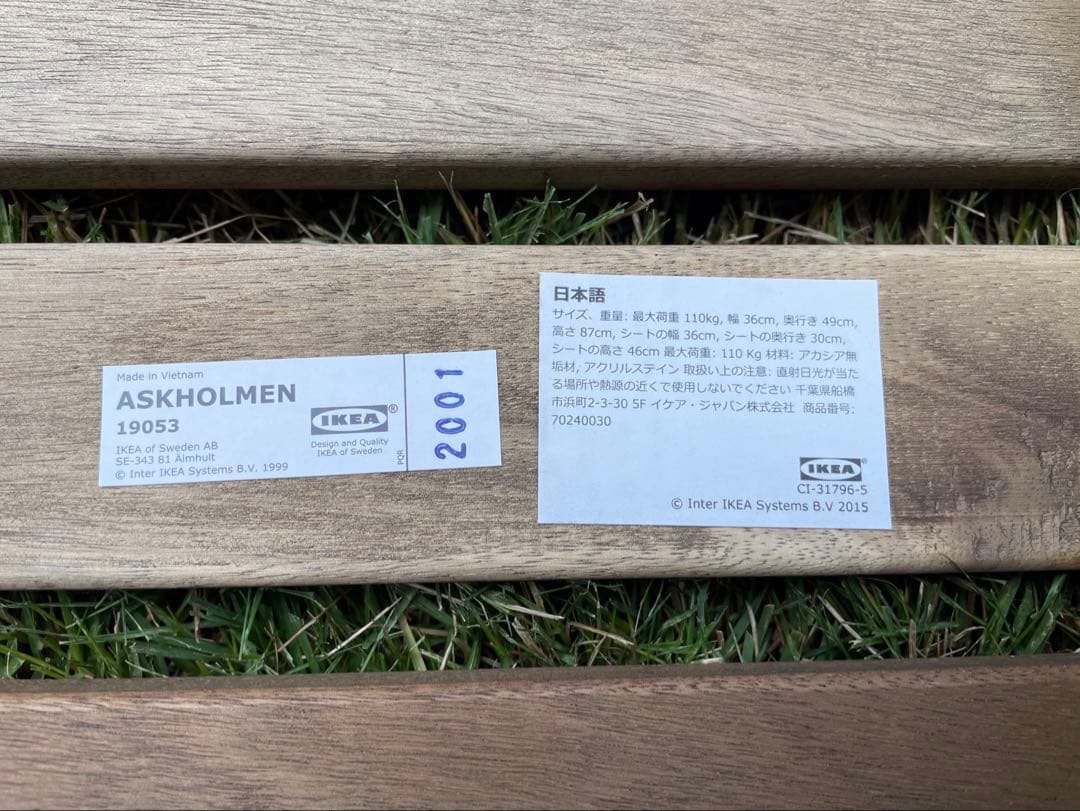 Made in Vietnam
ASKHOLMEN
19053
IKEA of Sweden AB
SE-343 81 Älmhult
© Inter IKEA Systems B.V. 1999
IKEA®
Design and Quality
IKEA of Sweden
PQR
2001
日本語
サイズ、重量: 最大荷重 110kg, 幅 36cm, 奥行き 49cm,
高さ 87cm, シートの幅 36cm, シートの奥行き 30cm,
シートの高さ 46cm 最大荷重: 110 Kg 材料: アカシア無
垢材, アクリルステイン 取扱い上の注意: 直射日光が当た
る場所や熱源の近くで使用しないでください 千葉県船橋
市浜町2-3-30 5F イケア・ジャパン株式会社 商品番号:
70240030
IKEA®
CI-31796-5
© Inter IKEA Systems B.V 2015